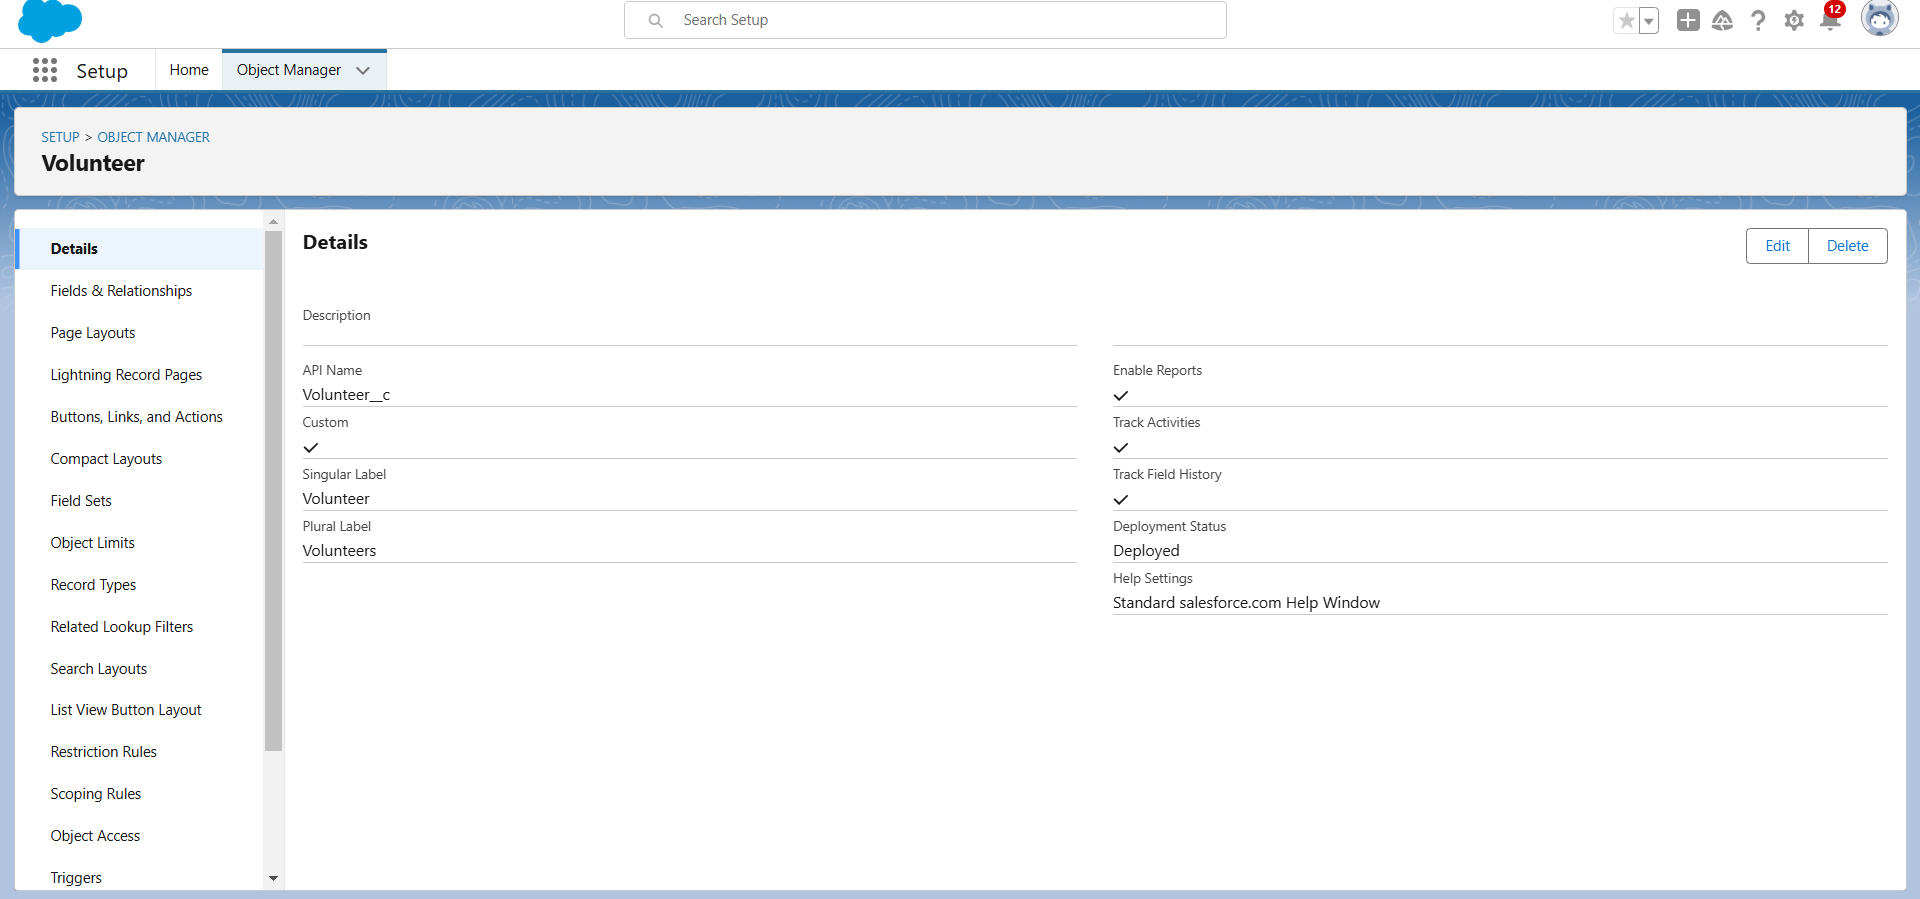 Search Setup
12
Setup
Home
Object Manager
SETUP > OBJECT MANAGER
Volunteer
Details
Fields & Relationships
Page Layouts
Lightning Record Pages
Buttons, Links, and Actions
Compact Layouts
Field Sets
Object Limits
Record Types
Related Lookup Filters
Search Layouts
List View Button Layout
Restriction Rules
Scoping Rules
Object Access
Triggers
Details
Edit
Delete
Description
API Name
Volunteer__c
Custom
Singular Label
Volunteer
Plural Label
Volunteers
Enable Reports
Track Activities
Track Field History
Deployment Status
Deployed
Help Settings
Standard salesforce.com Help Window